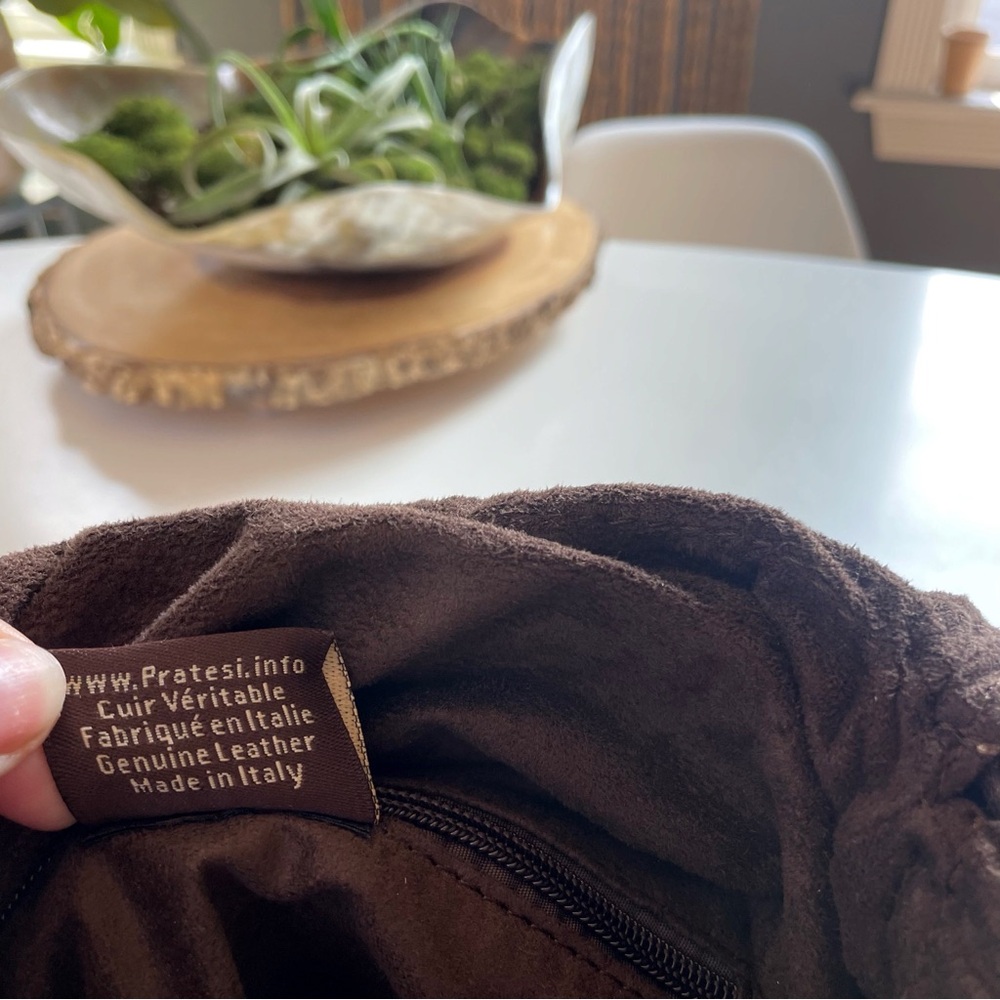 www.Pratesi.info
Cuir Véritable
Fabriqué en Italie
Genuine Leather
Made in Italy